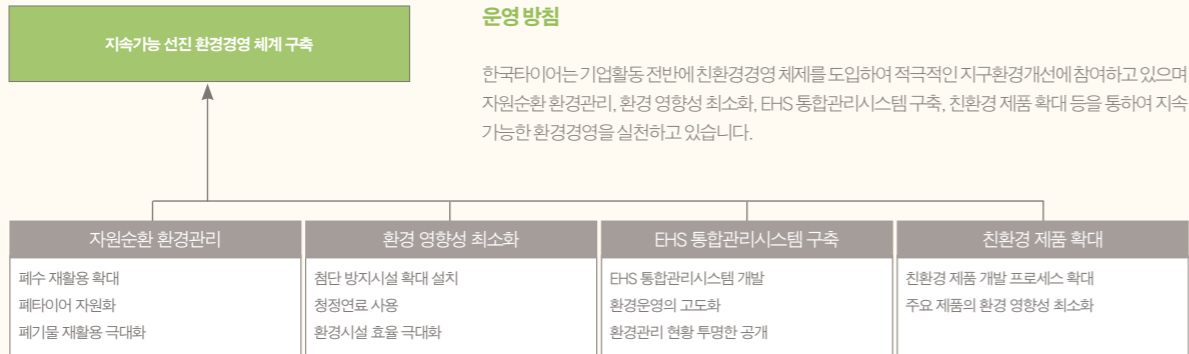 지속가능 선진 환경경영 체계 구축
운영 방침
한국타이어는 기업활동 전반에 친환경경영 체제를 도입하여 적극적인 지구환경개선에 참여하고 있으며
자원순환 환경관리, 환경 영향성 최소화, EHS 통합관리시스템 구축, 친환경 제품 확대 등을 통하여 지속
가능한 환경경영을 실천하고 있습니다.
자원순환 환경관리
폐수 재활용 확대
폐타이어 자원화
폐기물 재활용 극대화
환경 영향성 최소화
첨단 방지시설 확대 설치
청정연료 사용
환경시설 효율 극대화
EHS 통합관리시스템 구축
EHS 통합관리시스템 개발
환경운영의 고도화
환경관리 현황 투명한 공개
친환경 제품 확대
친환경 제품 개발 프로세스 확대
주요 제품의 환경 영향성 최소화